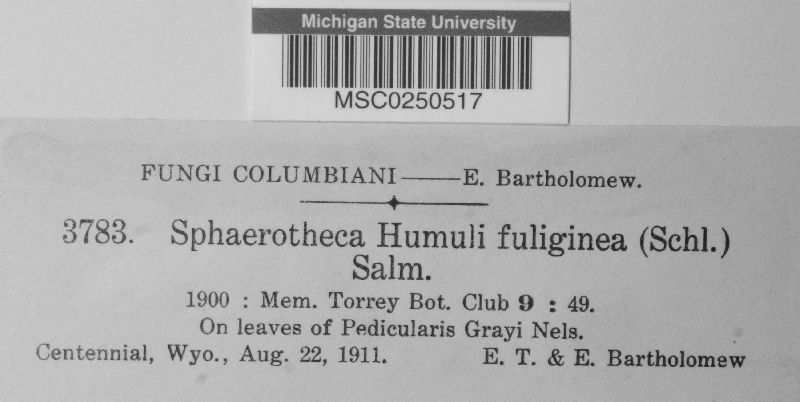 Michigan State University
MSC0250517
FUNGI COLUMBIANI——E. Bartholomew.
3783. Sphaerotheca Humuli fuliginea (Schl.)
Salm.
1900 : Mem. Torrey Bot. Club 9 : 49.
On leaves of Pedicularis Grayi Nels.
Centennial, Wyo., Aug. 22, 1911. E. T. & E. Bartholomew